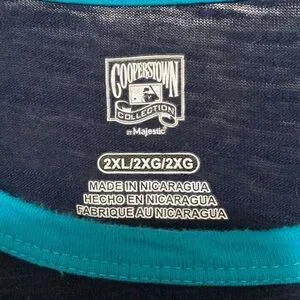 COOPERSTOWN
COLLECTION
BY Majestic
2XL/2XG/2XG
MADE IN NICARAGUA
HECHO EN NICARAGUA
FABRIQUE AU NICARAGUA